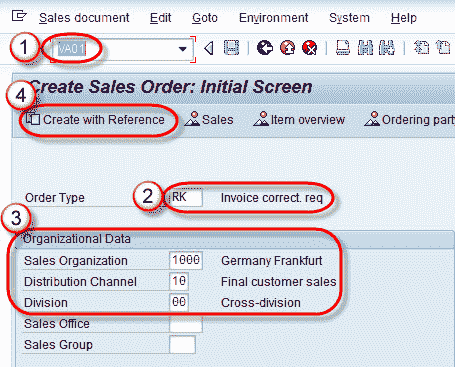 Sales document Edit Goto Environment System Help
1 VA01
Create Sales Order: Initial Screen
4 Create with Reference Sales Item overview Ordering party
Order Type 2 RK Invoice correct. req
3
Organizational Data
Sales Organization 1000 Germany Frankfurt
Distribution Channel 10 Final customer sales
Division 00 Cross-division
Sales Office
Sales Group